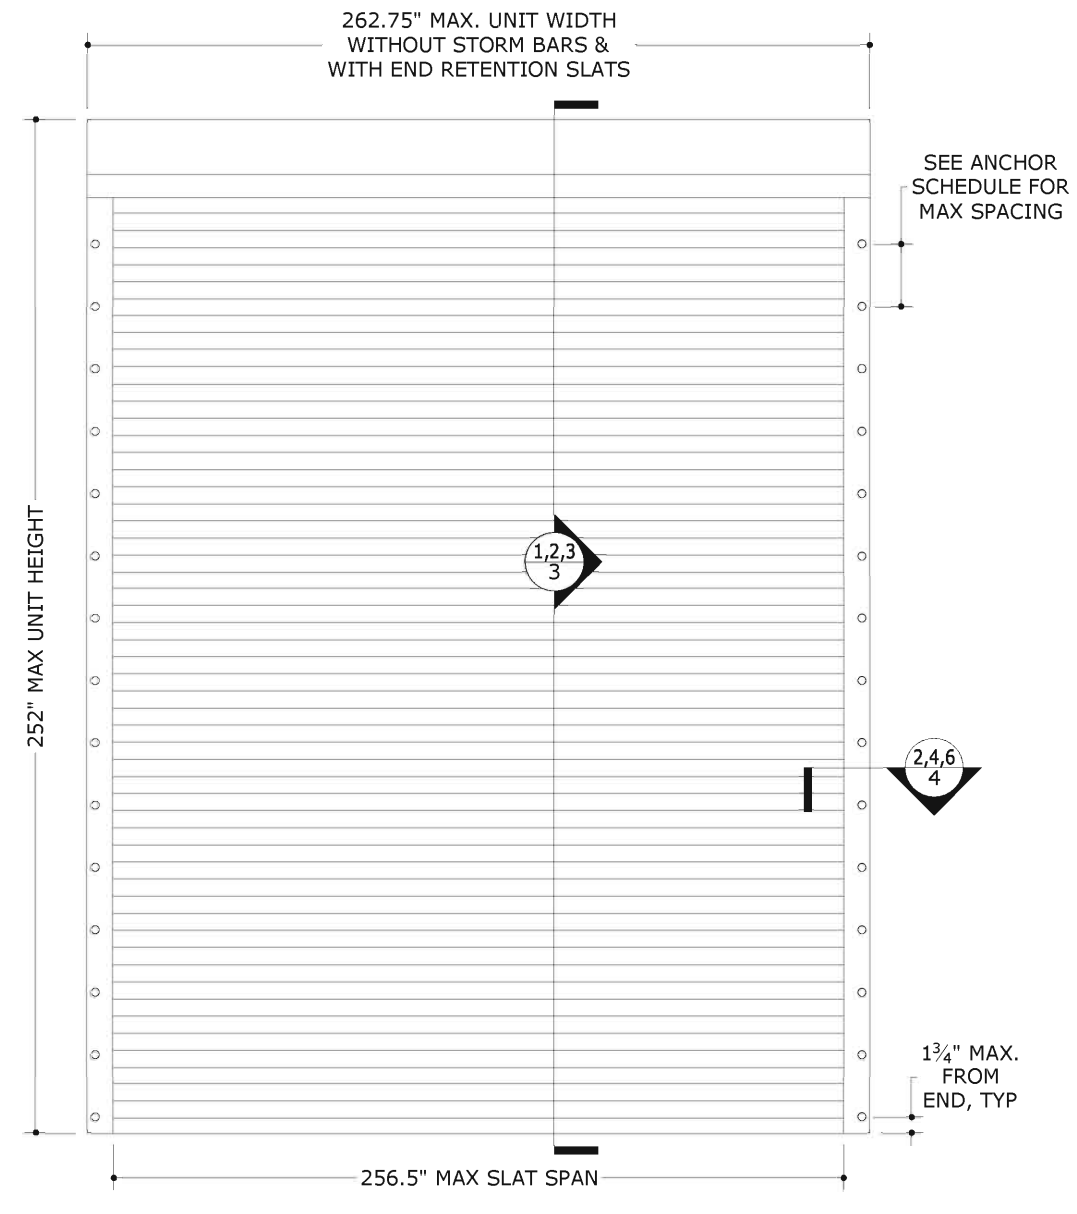 262.75" MAX. UNIT WIDTH
WITHOUT STORM BARS &
WITH END RETENTION SLATS
SEE ANCHOR
SCHEDULE FOR
MAX SPACING
252" MAX UNIT HEIGHT
1,2,3
3
2,4,6
4
1¾" MAX.
FROM
END, TYP
256.5" MAX SLAT SPAN